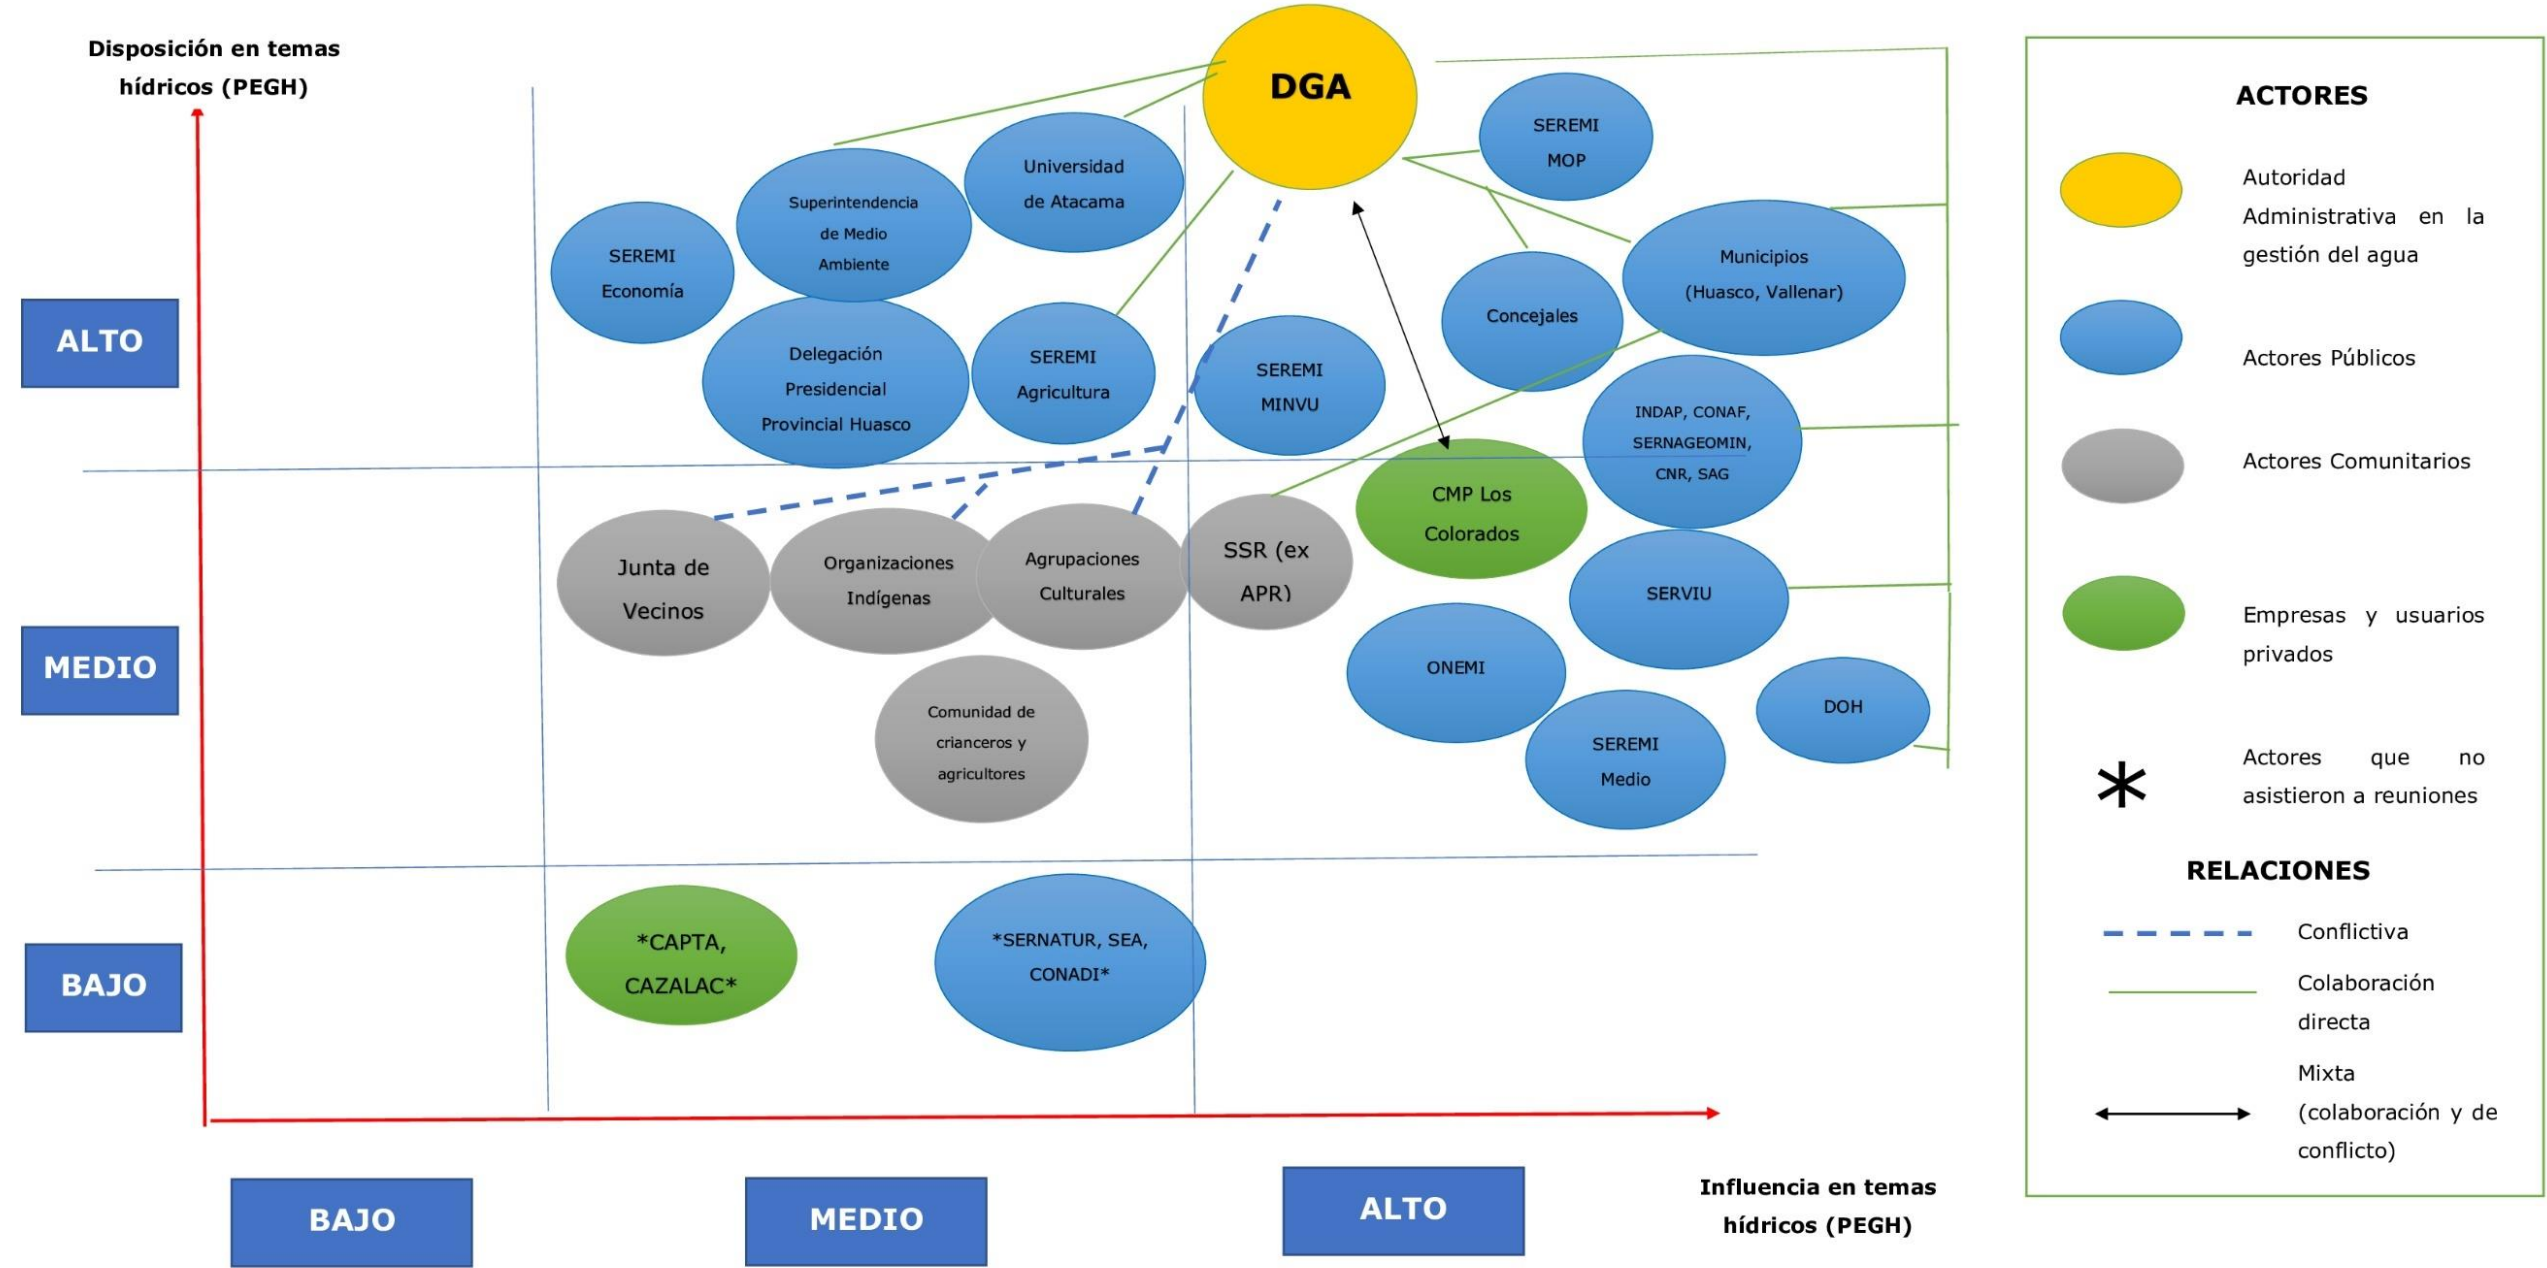 Disposición en temas
hídricos (PEGH)
ALTO
MEDIO
BAJO
DGA
SEREMI
MOP
Universidad
de Atacama
Superintendencia
de Medio
Ambiente
SEREMI
Economía
Municipios
(Huasco, Vallenar)
Concejales
Delegación
Presidencial
Provincial Huasco
SEREMI
Agricultura
SEREMI
MINVU
INDAP, CONAF,
SERNAGEOMIN,
CNR, SAG
CMP Los
Colorados
Junta de
Vecinos
Organizaciones
Indígenas
Agrupaciones
Culturales
SSR (ex
APR)
SERVIU
ONEMI
DOH
SEREMI
Medio
Comunidad de
crianceros y
agricultores
*CAPTA,
CAZALAC*
*SERNATUR, SEA,
CONADI*
BAJO
MEDIO
ALTO
Influencia en temas
hídricos (PEGH)
ACTORES
Autoridad
Administrativa en la
gestión del agua
Actores Públicos
Actores Comunitarios
Empresas y usuarios
privados
*
Actores que no
asistieron a reuniones
RELACIONES
Conflictiva
Colaboración
directa
Mixta
(colaboración y de
conflicto)